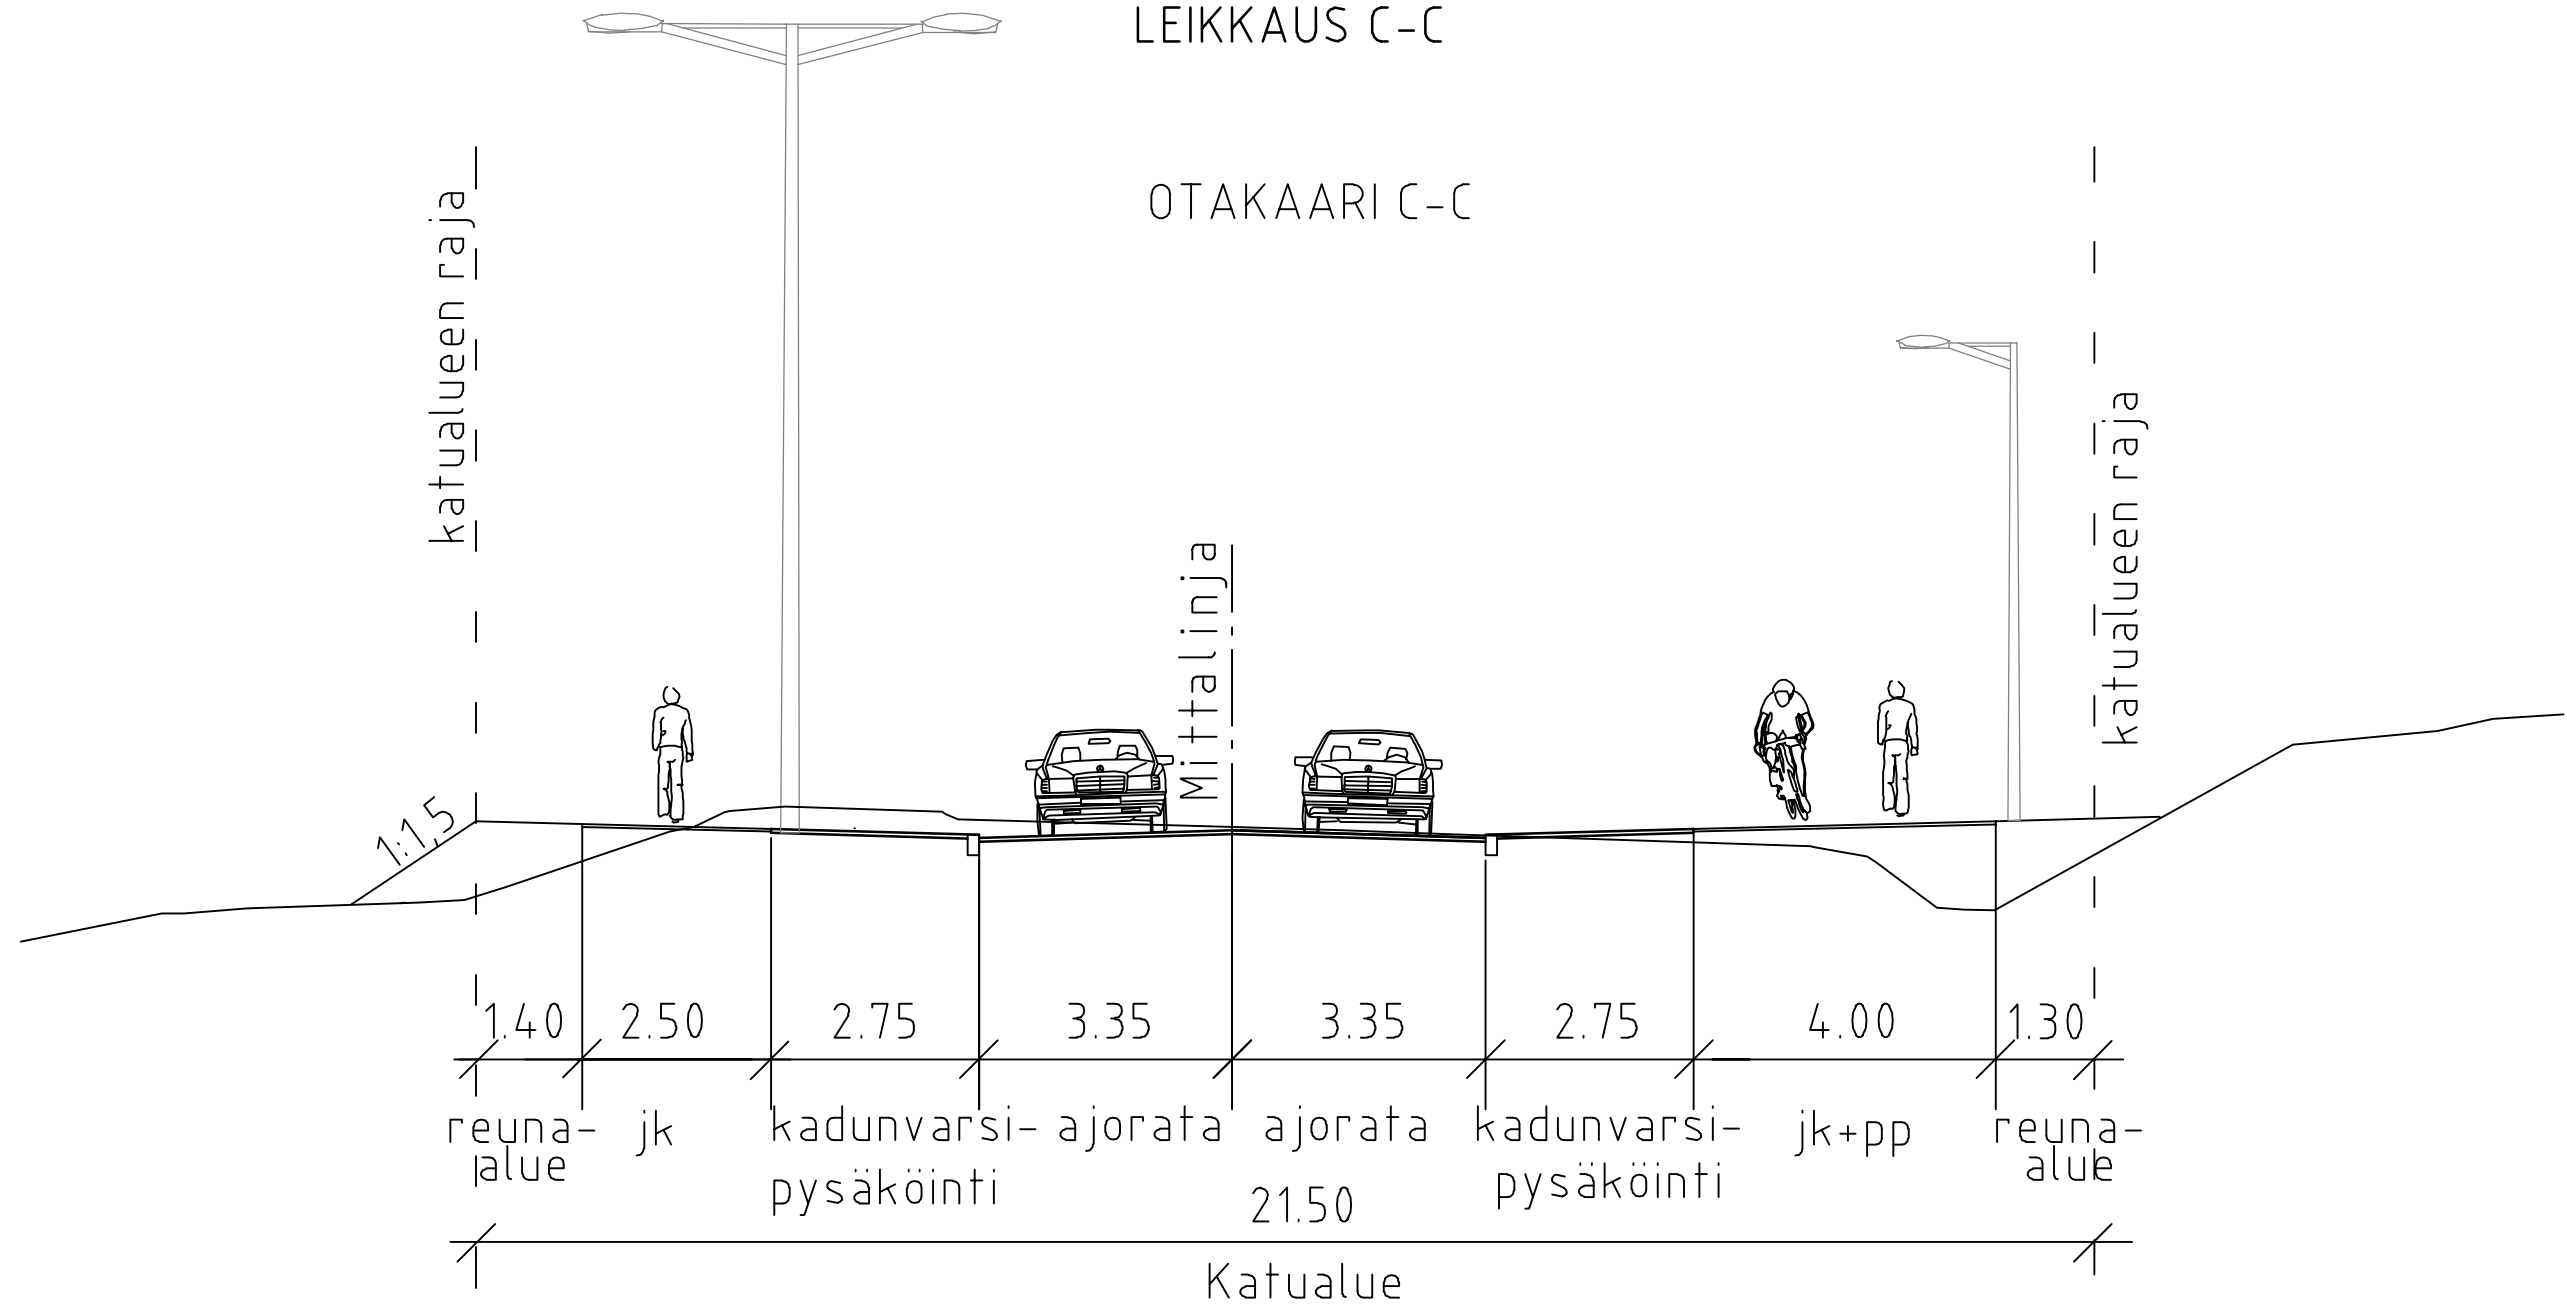 LEIKKAUS C-C
OTAKAARI C-C
katualueen raja
katualueen raja
Mittalinja
1:1,5
1.40 2.50 2.75 3.35 3.35 2.75 4.00 1.30
reuna- jk kadunvarsi- ajorata ajorata kadunvarsi- jk+pp reuna-
alue pysäköinti pysäköinti alue
21.50
Katualue